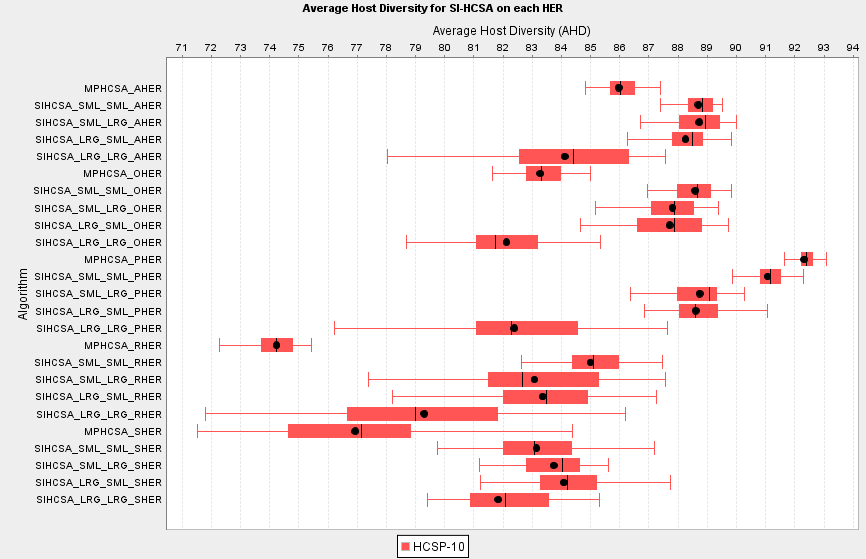 Average Host Diversity for SI-HCSA on each HER
Average Host Diversity (AHD)
71 72 73 74 75 76 77 78 79 80 81 82 83 84 85 86 87 88 89 90 91 92 93 94
Algorithm
MPHCSA_AHER
SIHCSA_SML_SML_AHER
SIHCSA_SML_LRG_AHER
SIHCSA_LRG_SML_AHER
SIHCSA_LRG_LRG_AHER
MPHCSA_OHER
SIHCSA_SML_SML_OHER
SIHCSA_SML_LRG_OHER
SIHCSA_LRG_SML_OHER
SIHCSA_LRG_LRG_OHER
MPHCSA_PHER
SIHCSA_SML_SML_PHER
SIHCSA_SML_LRG_PHER
SIHCSA_LRG_SML_PHER
SIHCSA_LRG_LRG_PHER
MPHCSA_RHER
SIHCSA_SML_SML_RHER
SIHCSA_SML_LRG_RHER
SIHCSA_LRG_SML_RHER
SIHCSA_LRG_LRG_RHER
MPHCSA_SHER
SIHCSA_SML_SML_SHER
SIHCSA_SML_LRG_SHER
SIHCSA_LRG_SML_SHER
SIHCSA_LRG_LRG_SHER
HCSP-10